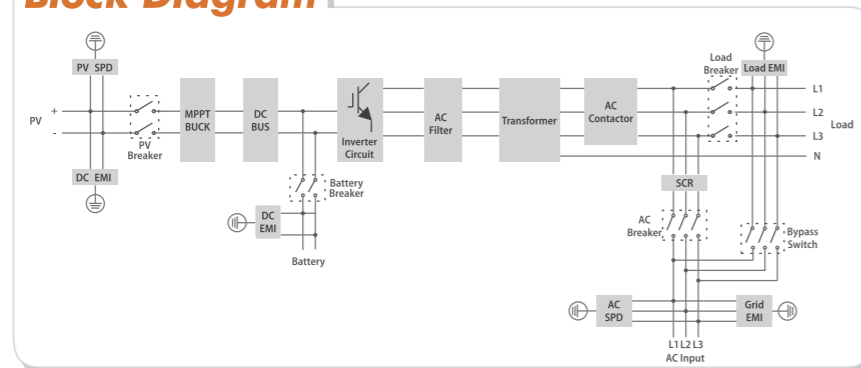 Block Diagram
PV SPD
PV
+
-
DC EMI
PV
Breaker
MPPT
BUCK
DC
BUS
Inverter
Circuit
Battery
Breaker
DC
EMI
Battery
AC
Filter
Transformer
AC
Contactor
Load
Breaker
Load EMI
L1
L2
L3
N
Load
SCR
AC
Breaker
Bypass
Switch
AC
SPD
Grid
EMI
L1 L2 L3
AC Input